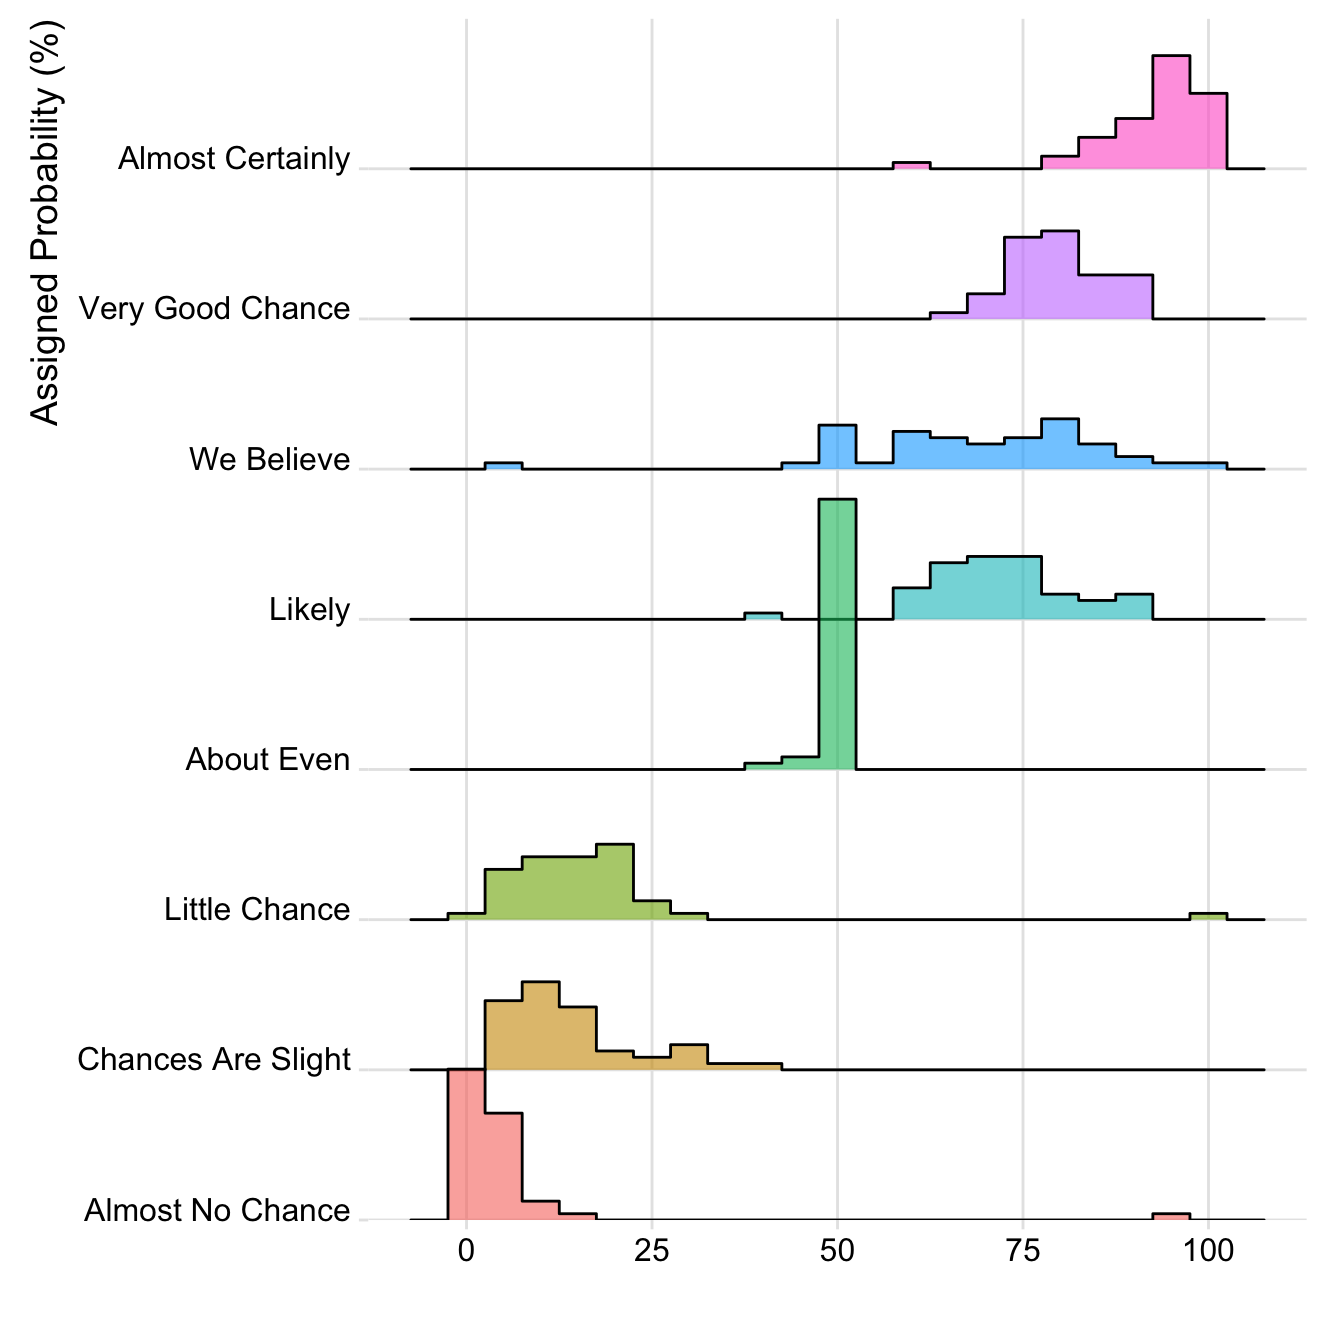 Assigned Probability (%)
Almost Certainly
Very Good Chance
We Believe
Likely
About Even
Little Chance
Chances Are Slight
Almost No Chance
0 25 50 75 100